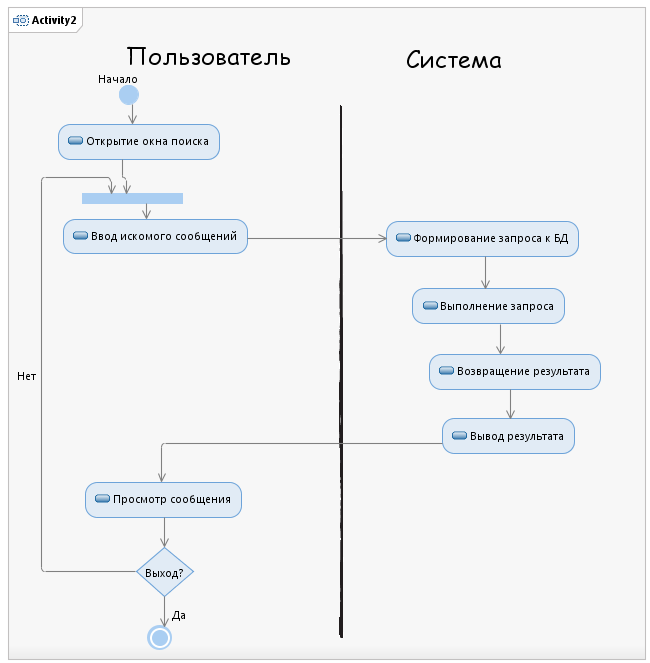 Activity2
Пользователь
Система
Начало
Открытие окна поиска
Ввод искомого сообщений
Формирование запроса к БД
Выполнение запроса
Возвращение результата
Нет
Вывод результата
Просмотр сообщения
Выход?
Да